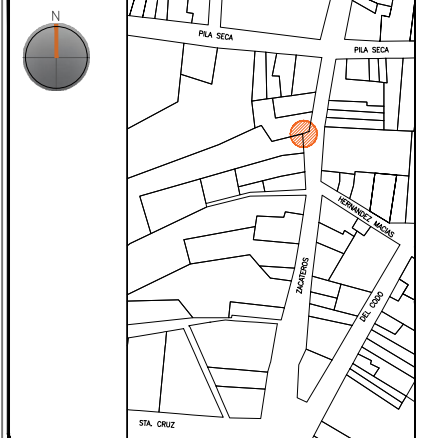 N
PILA SECA
PILA SECA
HERNANDEZ MACIAS
ZACATEROS
DEL CODO
STA. CRUZ